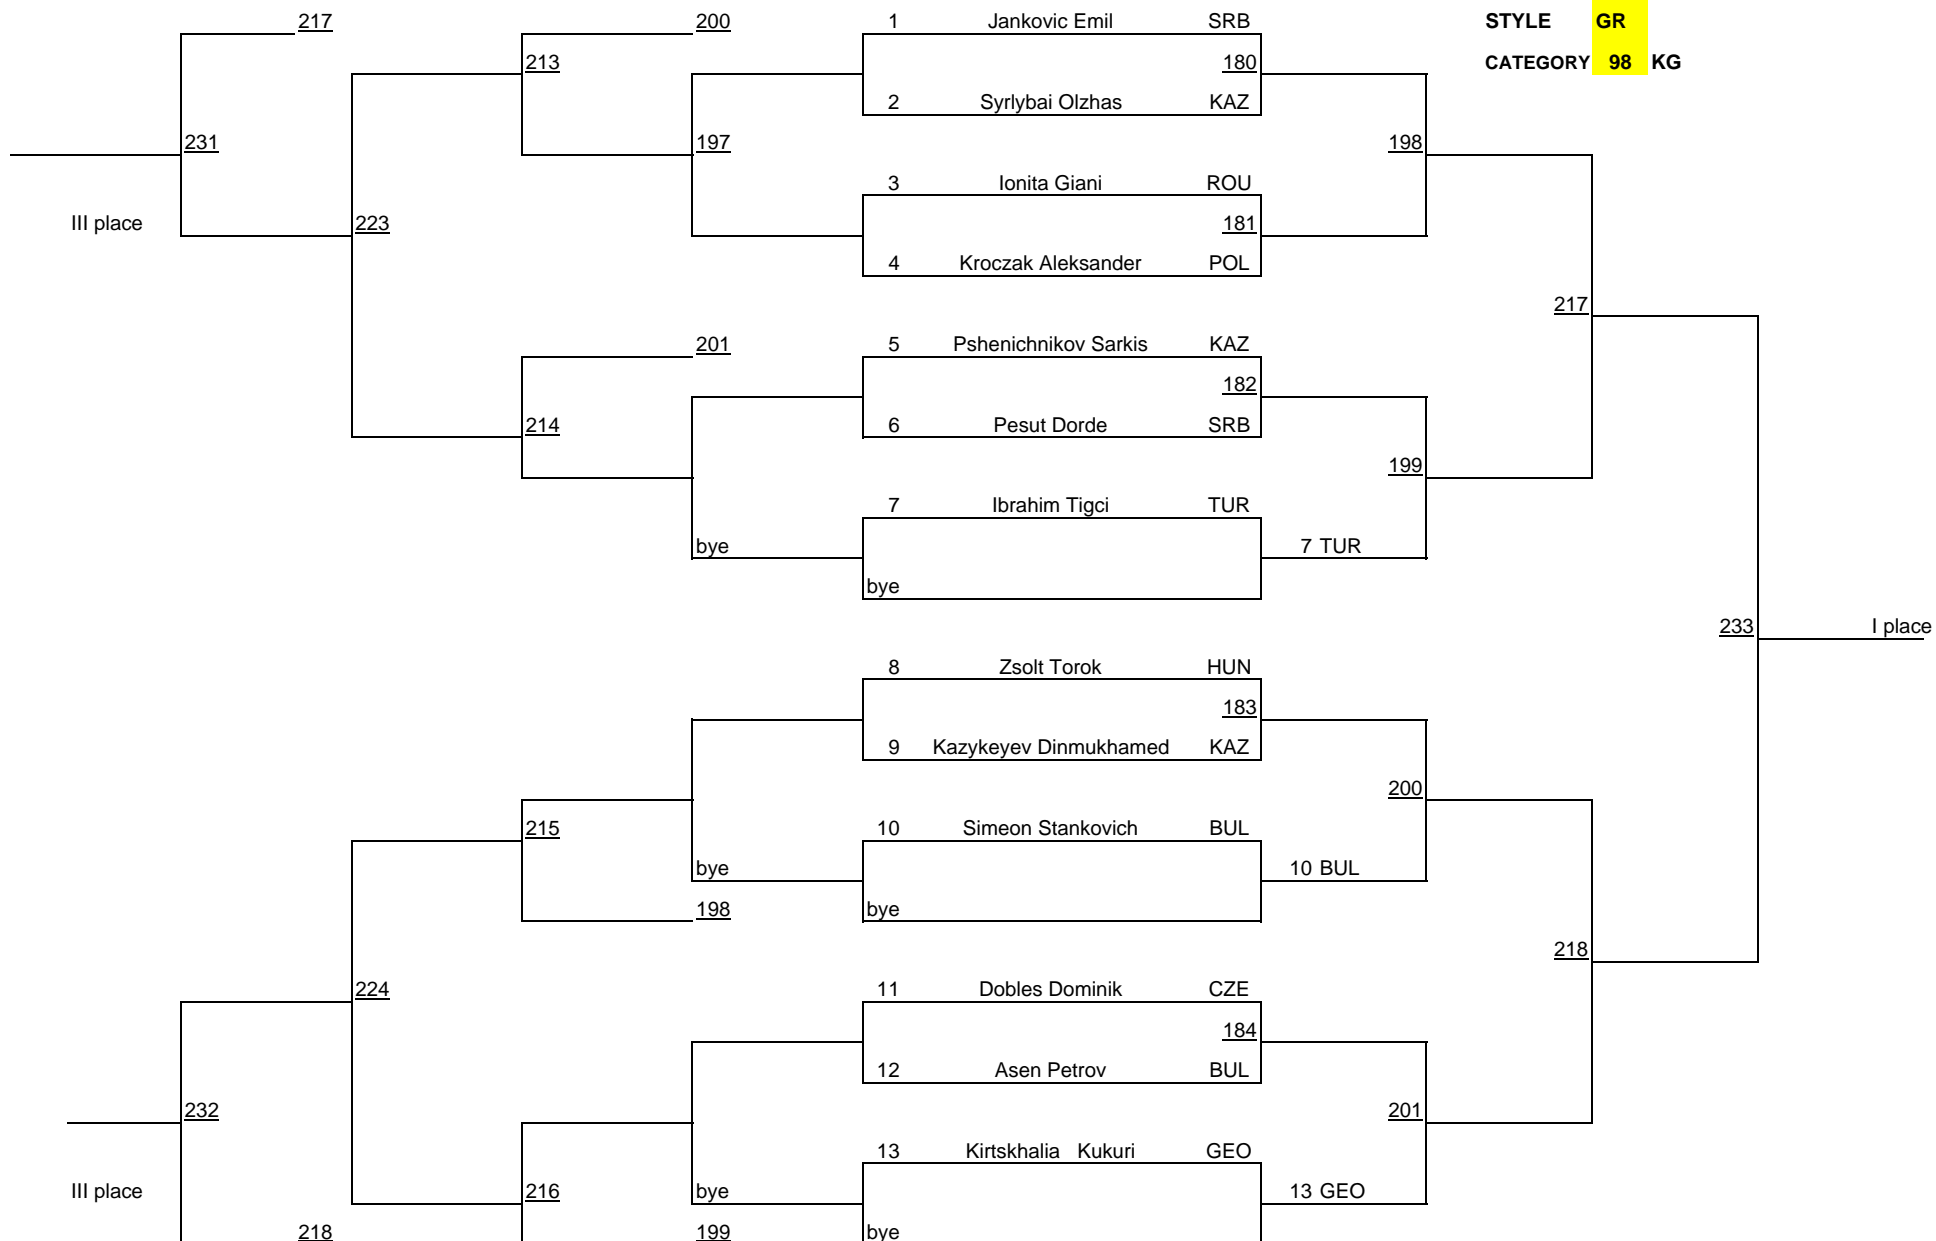 217 200 1 Jankovic Emil SRB STYLE GR
213 180 CATEGORY 98 KG
2 Syrlybai Olzhas KAZ
231 197 198
3 Ionita Giani ROU
III place 223 181
4 Kroczak Aleksander POL
217
201 5 Pshenichnikov Sarkis KAZ
182
214 6 Pesut Dorde SRB
199
7 Ibrahim Tigci TUR
bye 7 TUR
bye
233 I place
8 Zsolt Torok HUN
183
9 Kazykeyev Dinmukhamed KAZ
200
215 10 Simeon Stankovich BUL
bye 10 BUL
198 bye
218
224 11 Dobles Dominik CZE
184
12 Asen Petrov BUL
232 201
13 Kirtskhalia Kukuri GEO
III place 216 bye 13 GEO
218 199 bye